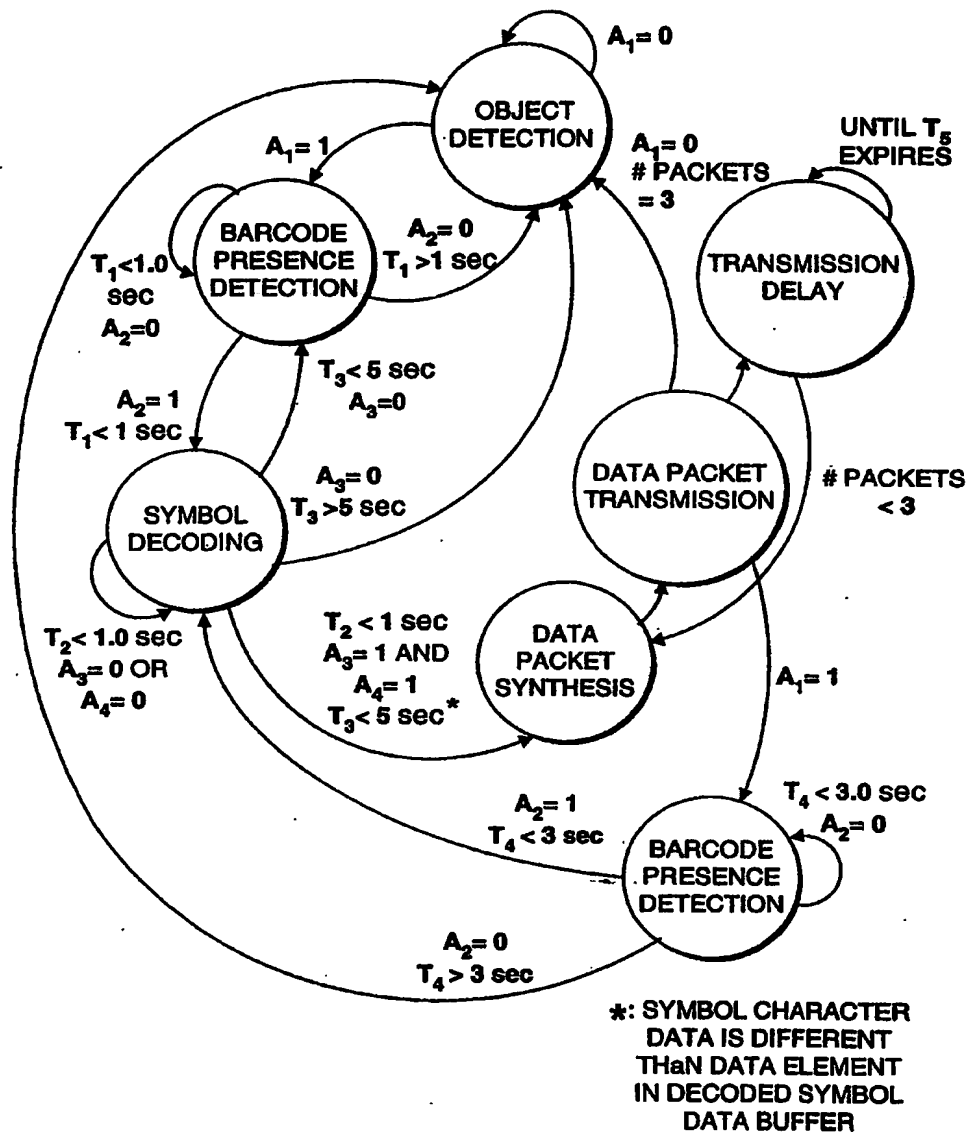 A₁= 0
OBJECT
DETECTION
A₁= 1
A₁= 0
# PACKETS
= 3
UNTIL T₅
EXPIRES
BARCODE
PRESENCE
DETECTION
A₂= 0
T₁ >1 sec
TRANSMISSION
DELAY
T₁<1.0
sec
A₂=0
T₃< 5 sec
A₃=0
A₂= 1
T₁< 1 sec
SYMBOL
DECODING
A₃= 0
T₃ >5 sec
DATA PACKET
TRANSMISSION
# PACKETS
< 3
T₂< 1.0 sec
A₃= 0 OR
A₄= 0
T₂ < 1 sec
A₃= 1 AND
A₄= 1
T₃< 5 sec*
DATA
PACKET
SYNTHESIS
A₁= 1
A₂= 1
T₄ < 3 sec
T₄ < 3.0 sec
A₂= 0
BARCODE
PRESENCE
DETECTION
A₂= 0
T₄ > 3 sec
*: SYMBOL CHARACTER
DATA IS DIFFERENT
THaN DATA ELEMENT
IN DECODED SYMBOL
DATA BUFFER